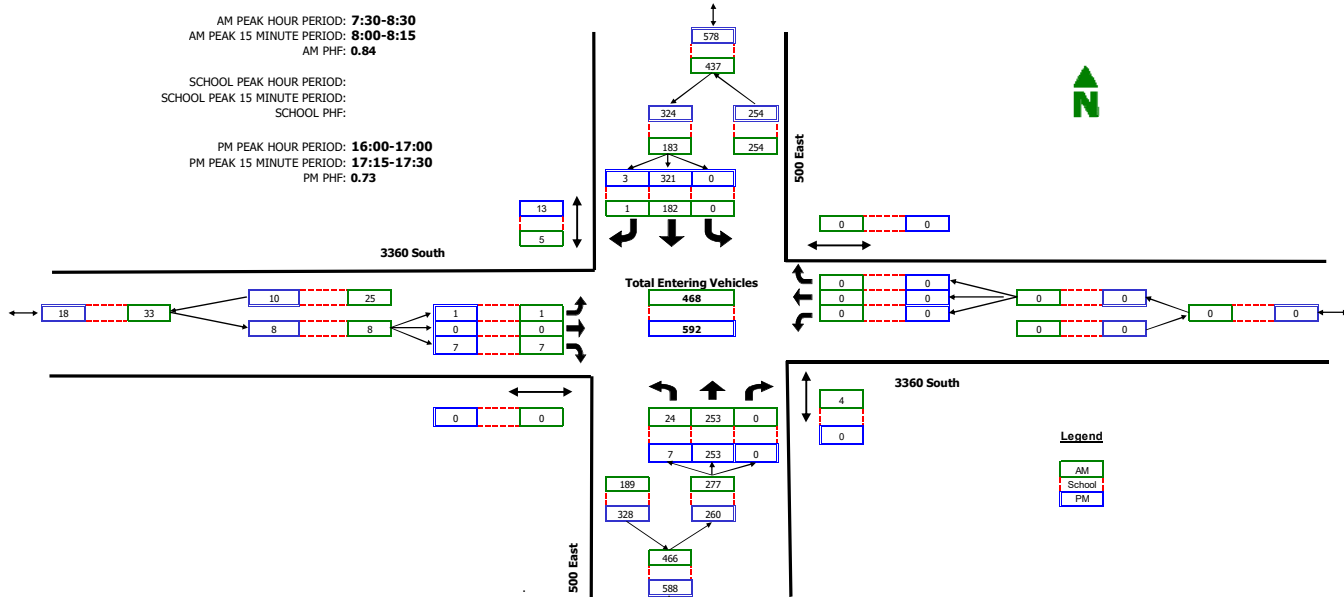 AM PEAK HOUR PERIOD: 7:30-8:30
AM PEAK 15 MINUTE PERIOD: 8:00-8:15
AM PHF: 0.84
SCHOOL PEAK HOUR PERIOD:
SCHOOL PEAK 15 MINUTE PERIOD:
SCHOOL PHF:
PM PEAK HOUR PERIOD: 16:00-17:00
PM PEAK 15 MINUTE PERIOD: 17:15-17:30
PM PHF: 0.73
578
437
324 254
183 254
3 321 0
1 182 0
N
500 East
13
5
3360 South
0 0
Total Entering Vehicles
468
592
18 33
10 25
8 8
1 1
0 0
7 7
0 0
0 0
0 0
0 0
0 0
0 0
3360 South
0 0
4
0
24 253 0
7 253 0
189 277
328 260
466
588
500 East
Legend
AM
School
PM